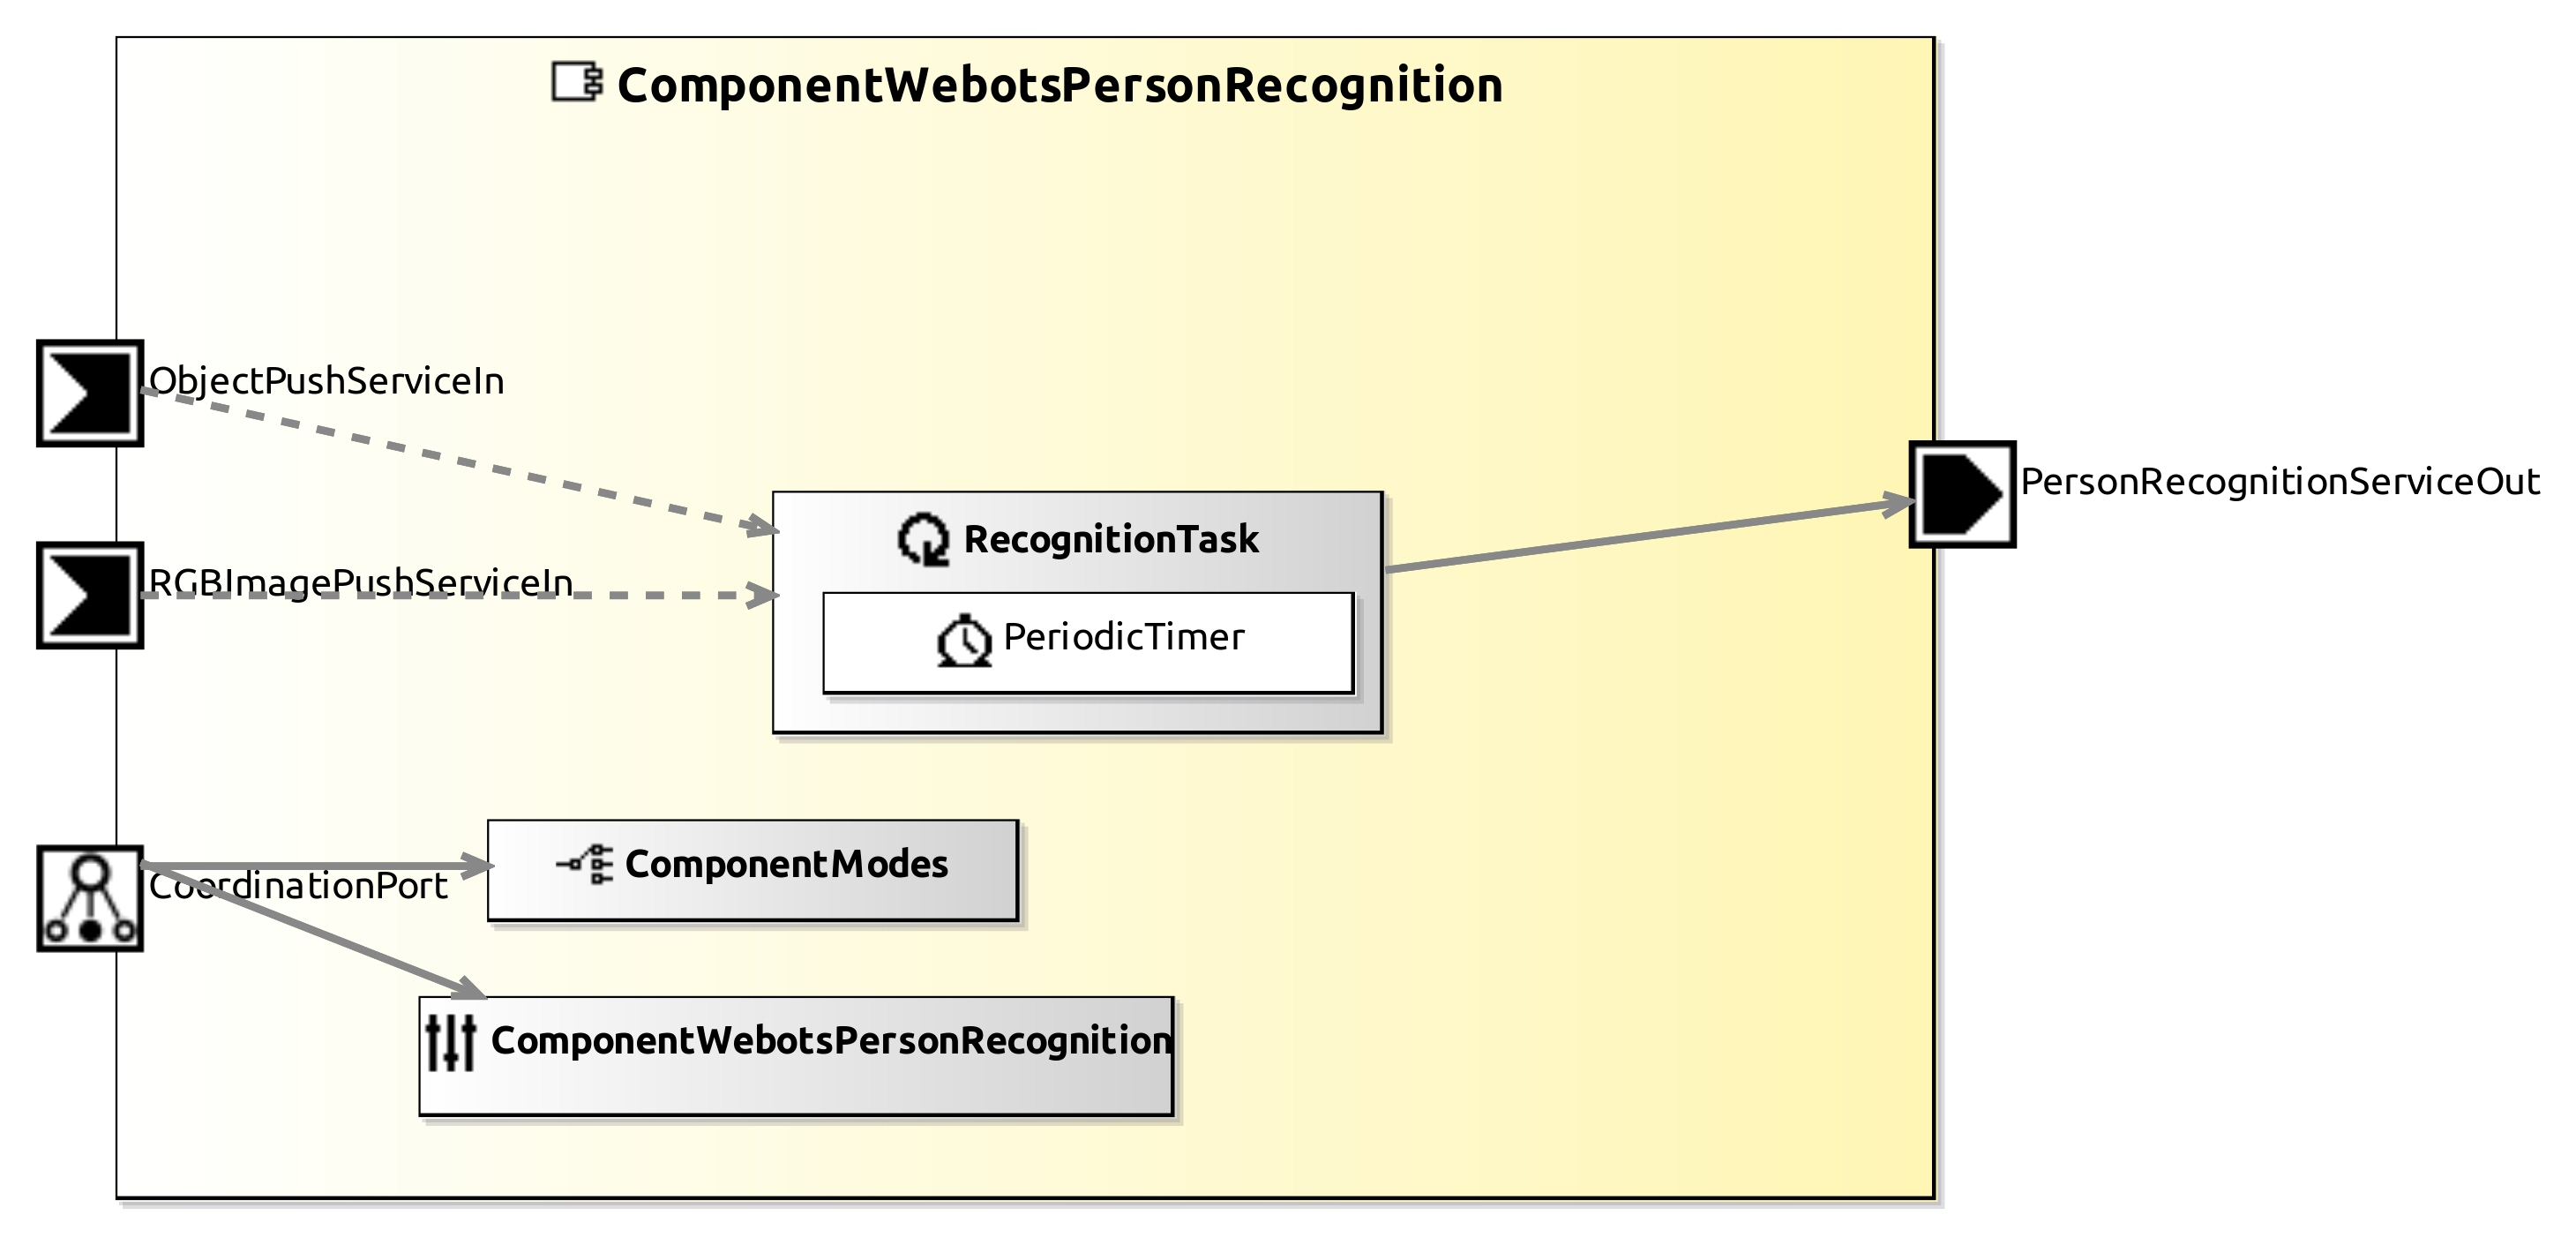 ComponentWebotsPersonRecognition
ObjectPushServiceIn
PersonRecognitionServiceOut
RecognitionTask
RGBImagePushServiceIn
PeriodicTimer
ComponentModes
CoordinationPort
ComponentWebotsPersonRecognition